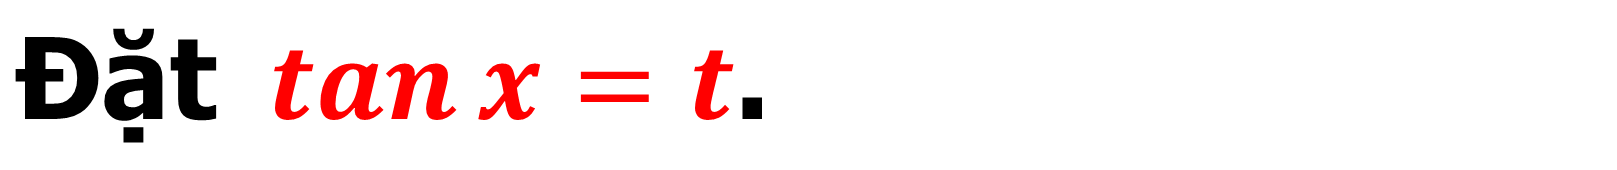 Đặt tan x = t.